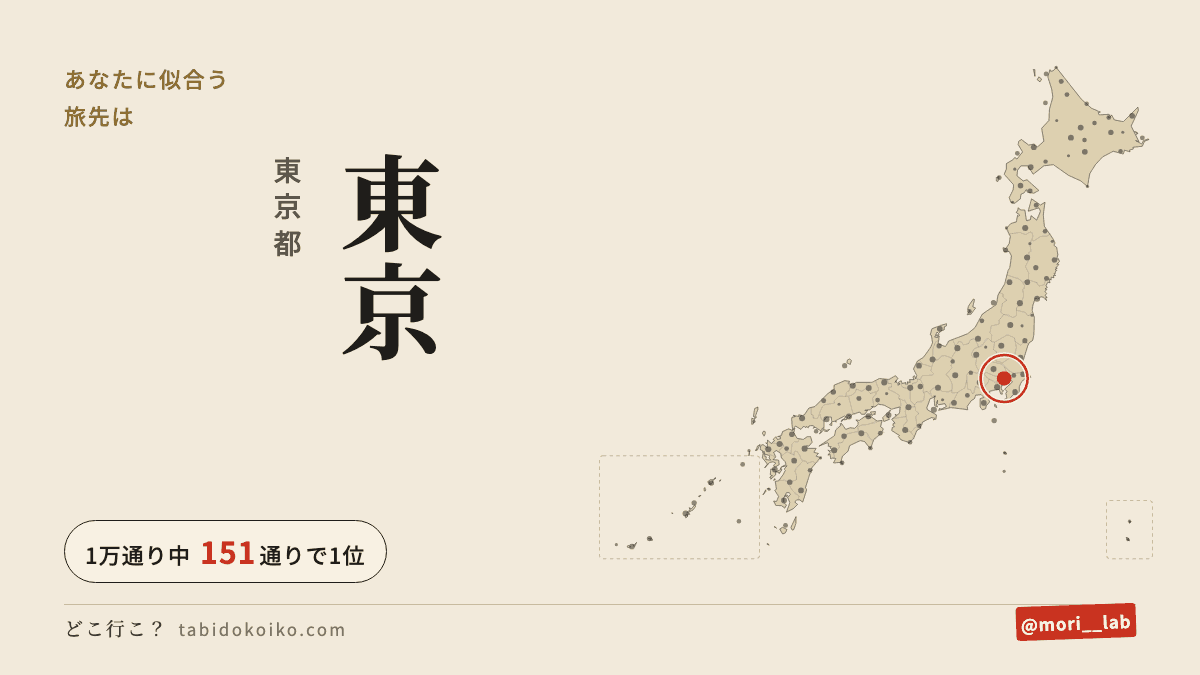 あなたに似合う
旅先は
東京
東京都
1万通り中 151通りで1位
どこ行こ？ tabidokoiko.com
@mori__lab